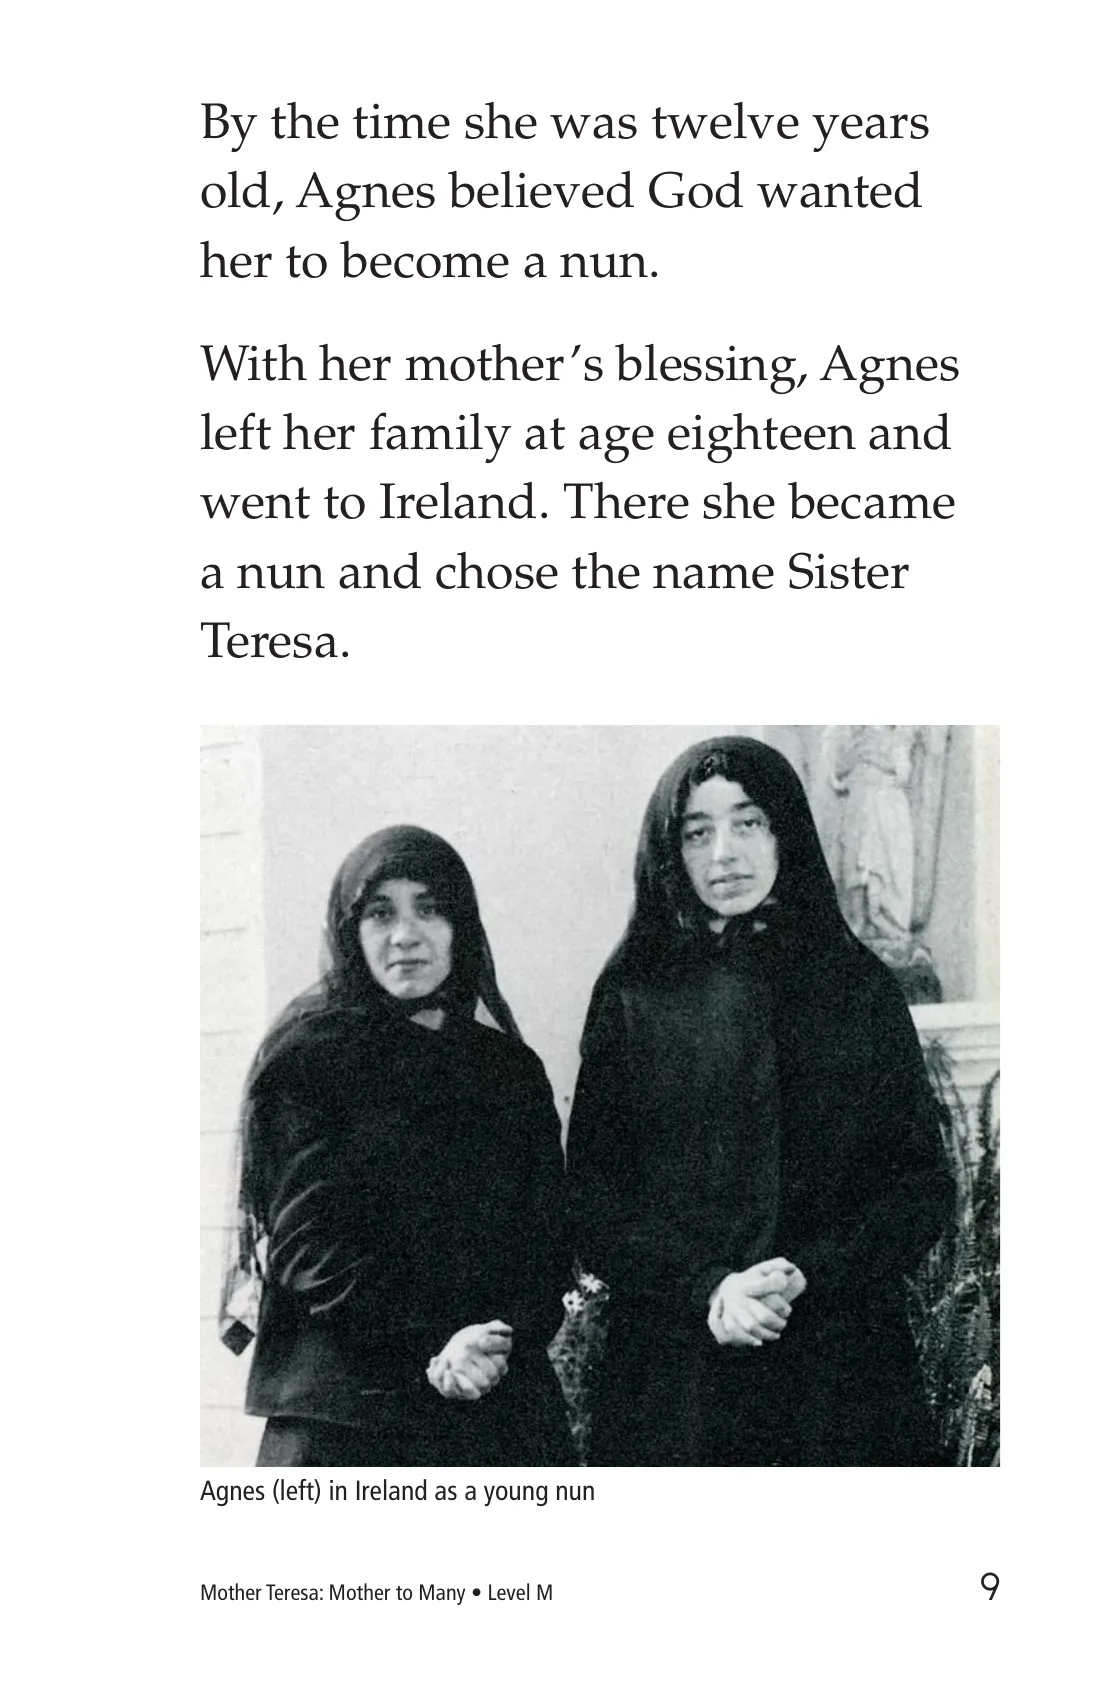 By the time she was twelve years
old, Agnes believed God wanted
her to become a nun.
With her mother’s blessing, Agnes
left her family at age eighteen and
went to Ireland. There she became
a nun and chose the name Sister
Teresa.
Agnes (left) in Ireland as a young nun
Mother Teresa: Mother to Many • Level M
9